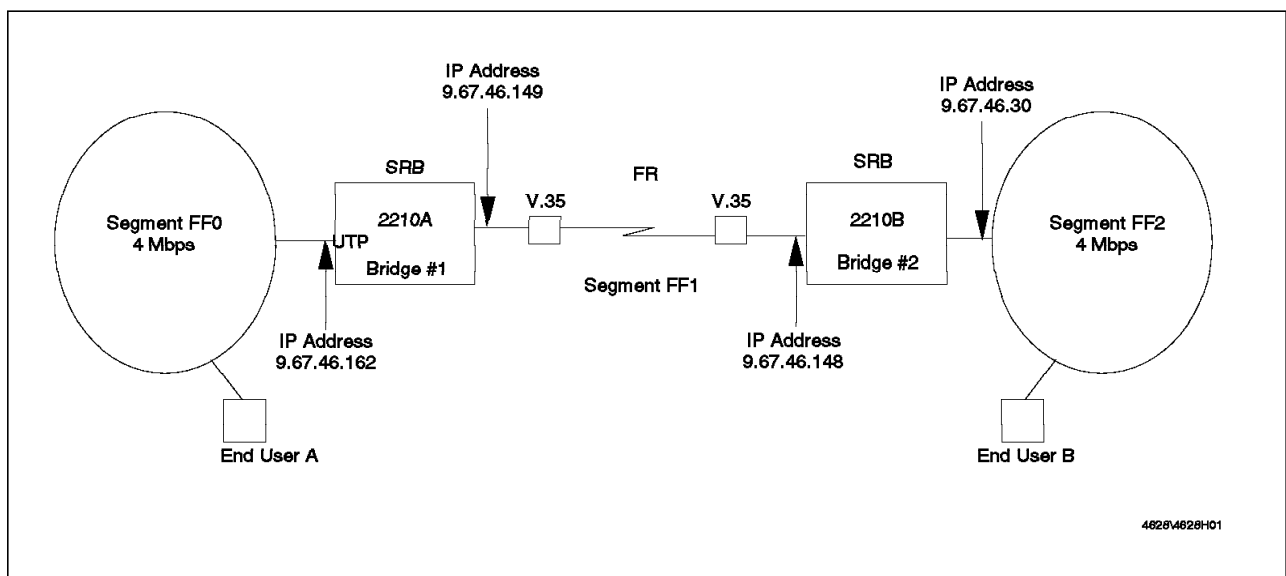 IP Address
9.67.46.149
IP Address
9.67.46.30
SRB
FR
SRB
V.35
V.35
Segment FF0
4 Mbps
2210A
UTP
Bridge #1
2210B
Bridge #2
Segment FF2
4 Mbps
Segment FF1
IP Address
9.67.46.162
IP Address
9.67.46.148
End User A
End User B
4628\4628H01